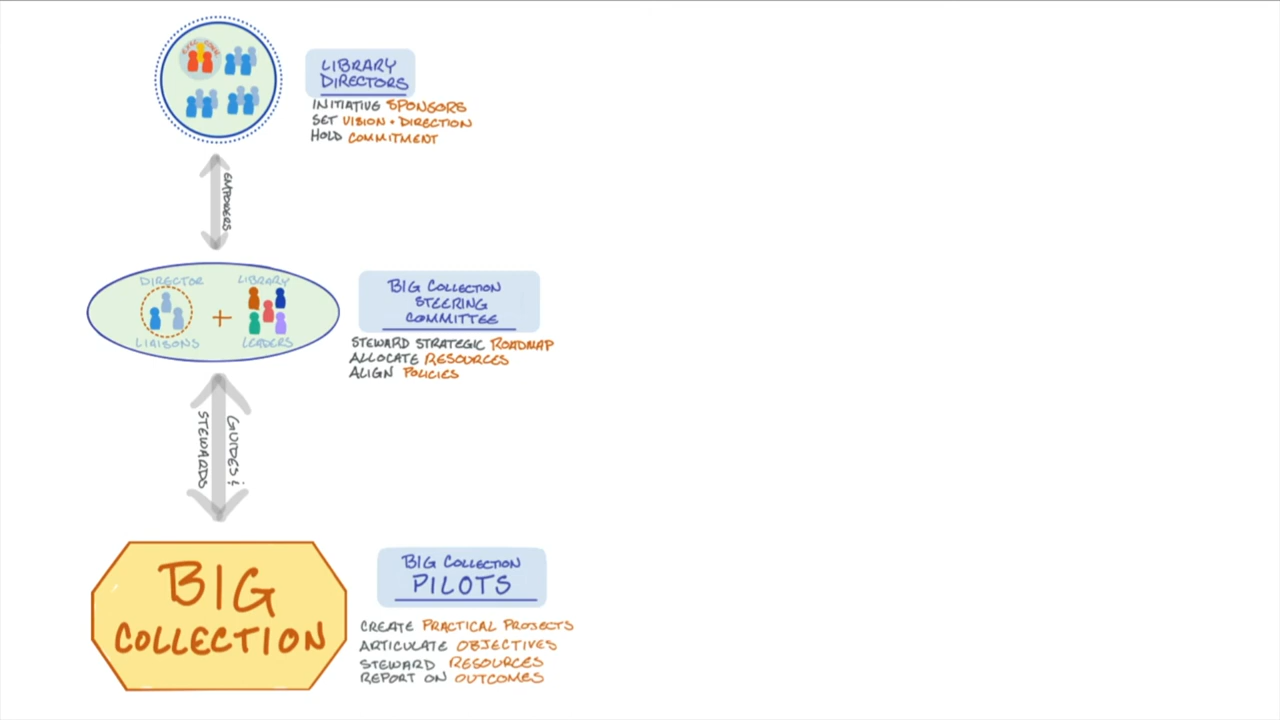 EXEC COMM
LIBRARY
DIRECTORS
INITIATIVE SPONSORS
SET VISION + DIRECTION
HOLD COMMITMENT
EMPOWERS
DIRECTOR
LIAISONS
+
LIBRARY
LEADERS
BIG COLLECTION
STEERING
COMMITTEE
STEWARD STRATEGIC ROADMAP
ALLOCATE RESOURCES
ALIGN POLICIES
GUIDES &
STEWARDS
BIG
COLLECTION
BIG COLLECTION
PILOTS
CREATE PRACTICAL PROJECTS
ARTICULATE OBJECTIVES
STEWARD RESOURCES
REPORT ON OUTCOMES